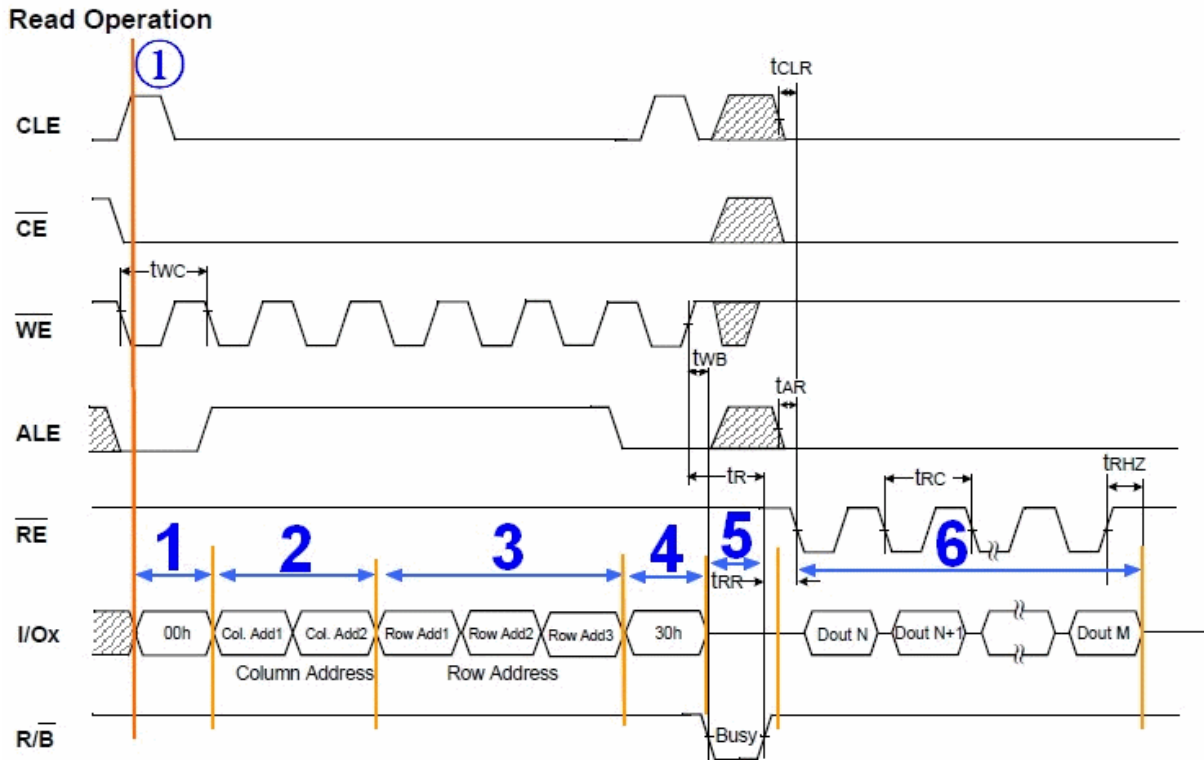 Read Operation
①
tCLR
CLE
CE
tWC
WE
tWB
tAR
ALE
tR
tRC
tRHZ
RE
1 2 3 4 5 6
tRR
I/Ox
00h Col. Add1 Col. Add2 Row Add1 Row Add2 Row Add3 30h Dout N Dout N+1 Dout M
Column Address Row Address
R/B Busy